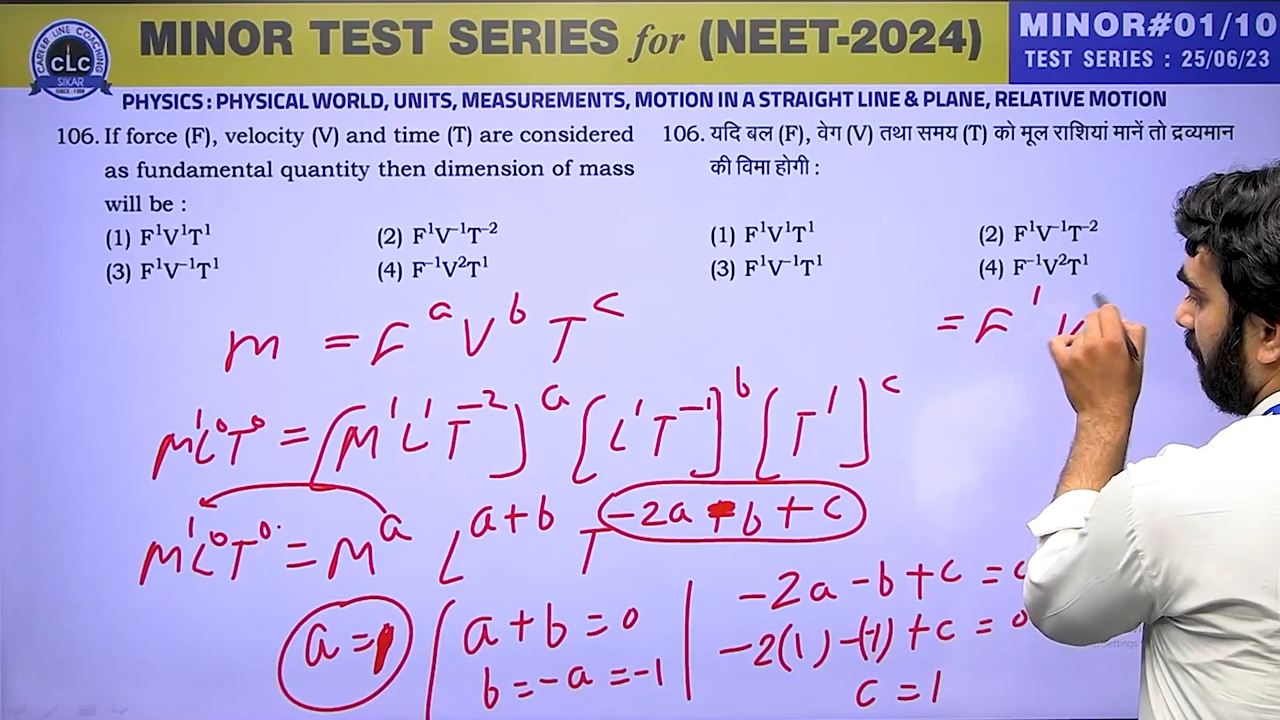 CAREER LINE COACHING
CLC
SIKAR
MINOR TEST SERIES for (NEET-2024)
MINOR#01/10
TEST SERIES : 25/06/23
PHYSICS : PHYSICAL WORLD, UNITS, MEASUREMENTS, MOTION IN A STRAIGHT LINE & PLANE, RELATIVE MOTION
106. If force (F), velocity (V) and time (T) are considered
as fundamental quantity then dimension of mass
will be :
(1) F¹V¹T¹ (2) F¹V⁻¹T⁻²
(3) F¹V⁻¹T¹ (4) F⁻¹V²T¹
106. यदि बल (F), वेग (V) तथा समय (T) को मूल राशियां मानें तो द्रव्यमान
की विमा होगी :
(1) F¹V¹T¹ (2) F¹V⁻¹T⁻²
(3) F¹V⁻¹T¹ (4) F⁻¹V²T¹
m = F^a V^b T^c
= F¹ V
M¹L⁰T⁰ = [M¹L¹T⁻²]^a [L¹T⁻¹]^b [T¹]^c
M¹L⁰T⁰ = M^a L^(a+b) T^(-2a-b+c)
a = 1
a + b = 0
b = -a = -1
-2a - b + c =
-2(1) -(-1) + c = 0
c = 1